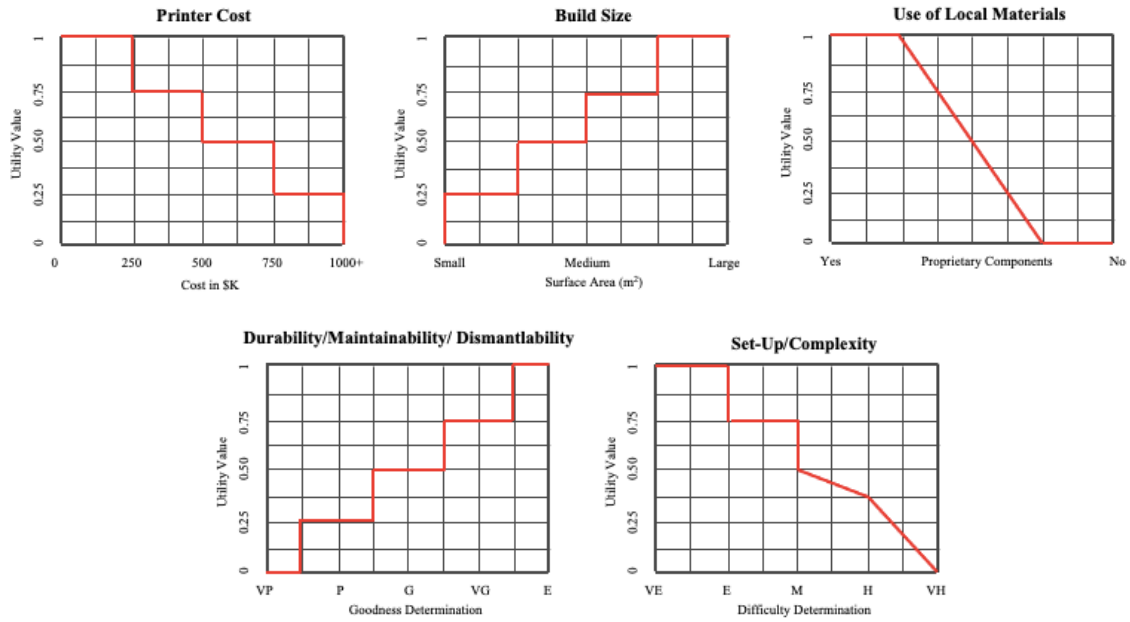 Printer Cost
Utility Value
1
0.75
0.50
0.25
0
0 250 500 750 1000+
Cost in $K
Build Size
Utility Value
1
0.75
0.50
0.25
0
Small Medium Large
Surface Area (m²)
Use of Local Materials
Utility Value
1
0.75
0.50
0.25
0
Yes Proprietary Components No
Durability/Maintainability/ Dismantlability
Utility Value
1
0.75
0.50
0.25
0
VP P G VG E
Goodness Determination
Set-Up/Complexity
Utility Value
1
0.75
0.50
0.25
0
VE E M H VH
Difficulty Determination